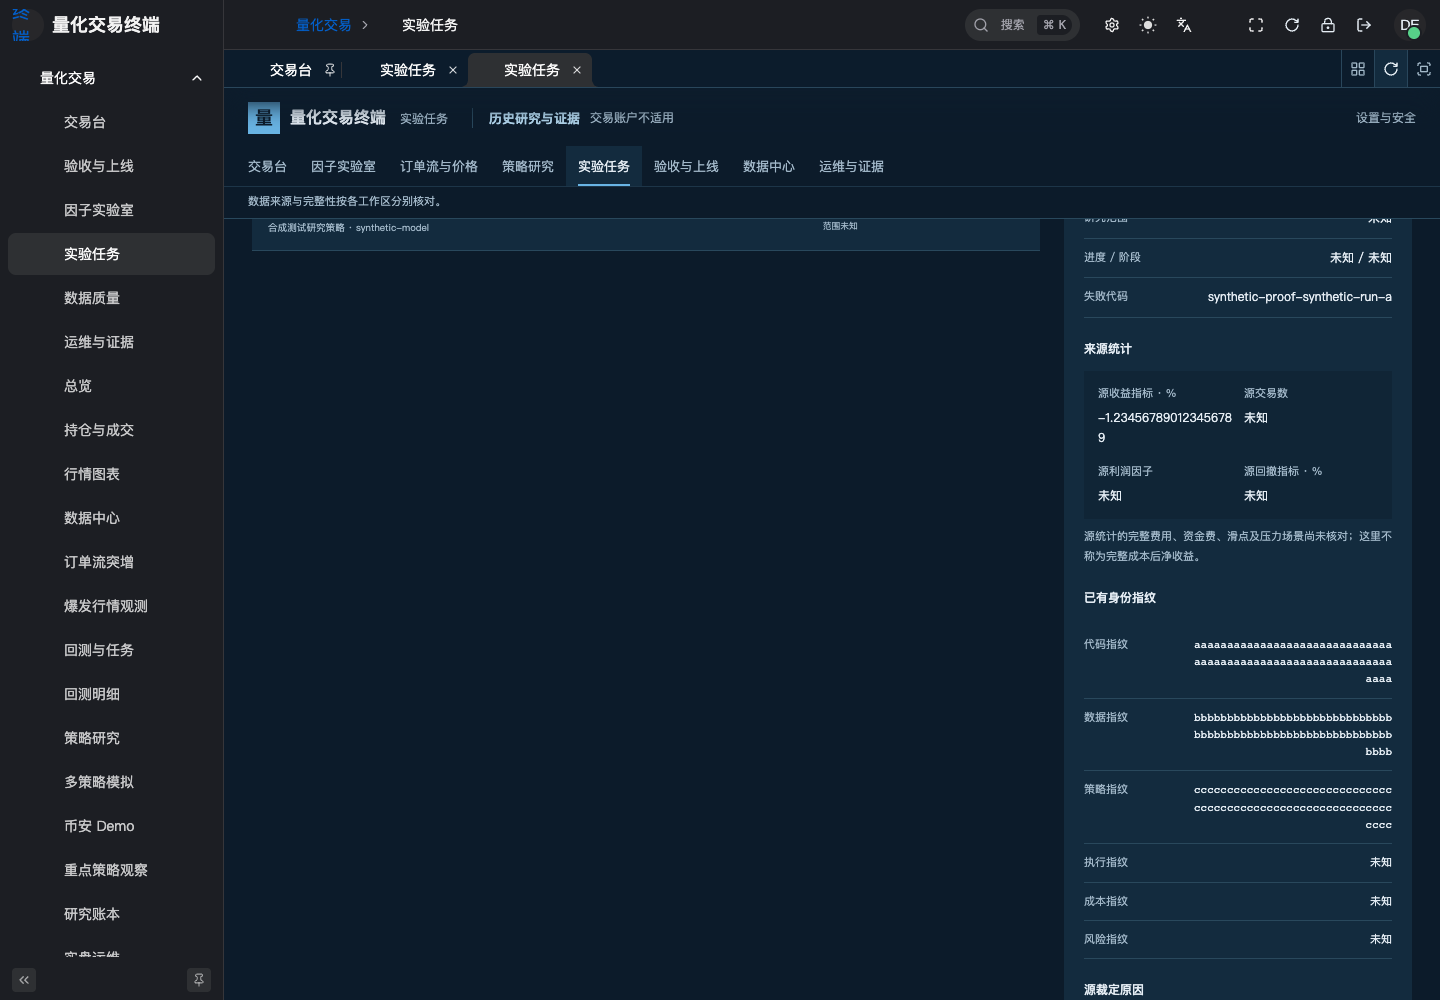 终端
量化交易终端
量化交易
交易台
验收与上线
因子实验室
实验任务
数据质量
运维与证据
总览
持仓与成交
行情图表
数据中心
订单流突增
爆发行情观测
回测与任务
回测明细
策略研究
多策略模拟
币安 Demo
重点策略观察
研究账本
实盘运维
量化交易
实验任务
搜索
⌘ K
DE
交易台
实验任务
实验任务
量
量化交易终端
实验任务
历史研究与证据
交易账户不适用
设置与安全
交易台
因子实验室
订单流与价格
策略研究
实验任务
验收与上线
数据中心
运维与证据
数据来源与完整性按各工作区分别核对。
合成测试研究策略 · synthetic-model
范围未知
研究范围
未知
进度 / 阶段
未知 / 未知
失败代码
synthetic-proof-synthetic-run-a
来源统计
源收益指标 · %
源交易数
-1.23456789012345678
9
未知
源利润因子
源回撤指标 · %
未知
未知
源统计的完整费用、资金费、滑点及压力场景尚未核对；这里不
称为完整成本后净收益。
已有身份指纹
代码指纹
aaaaaaaaaaaaaaaaaaaaaaaaaaaaaa
aaaaaaaaaaaaaaaaaaaaaaaaaaaaaa
aaaa
数据指纹
bbbbbbbbbbbbbbbbbbbbbbbbbbbbbb
bbbbbbbbbbbbbbbbbbbbbbbbbbbbbb
bbbb
策略指纹
cccccccccccccccccccccccccccccc
cccccccccccccccccccccccccccccc
cccc
执行指纹
未知
成本指纹
未知
风险指纹
未知
源裁定原因